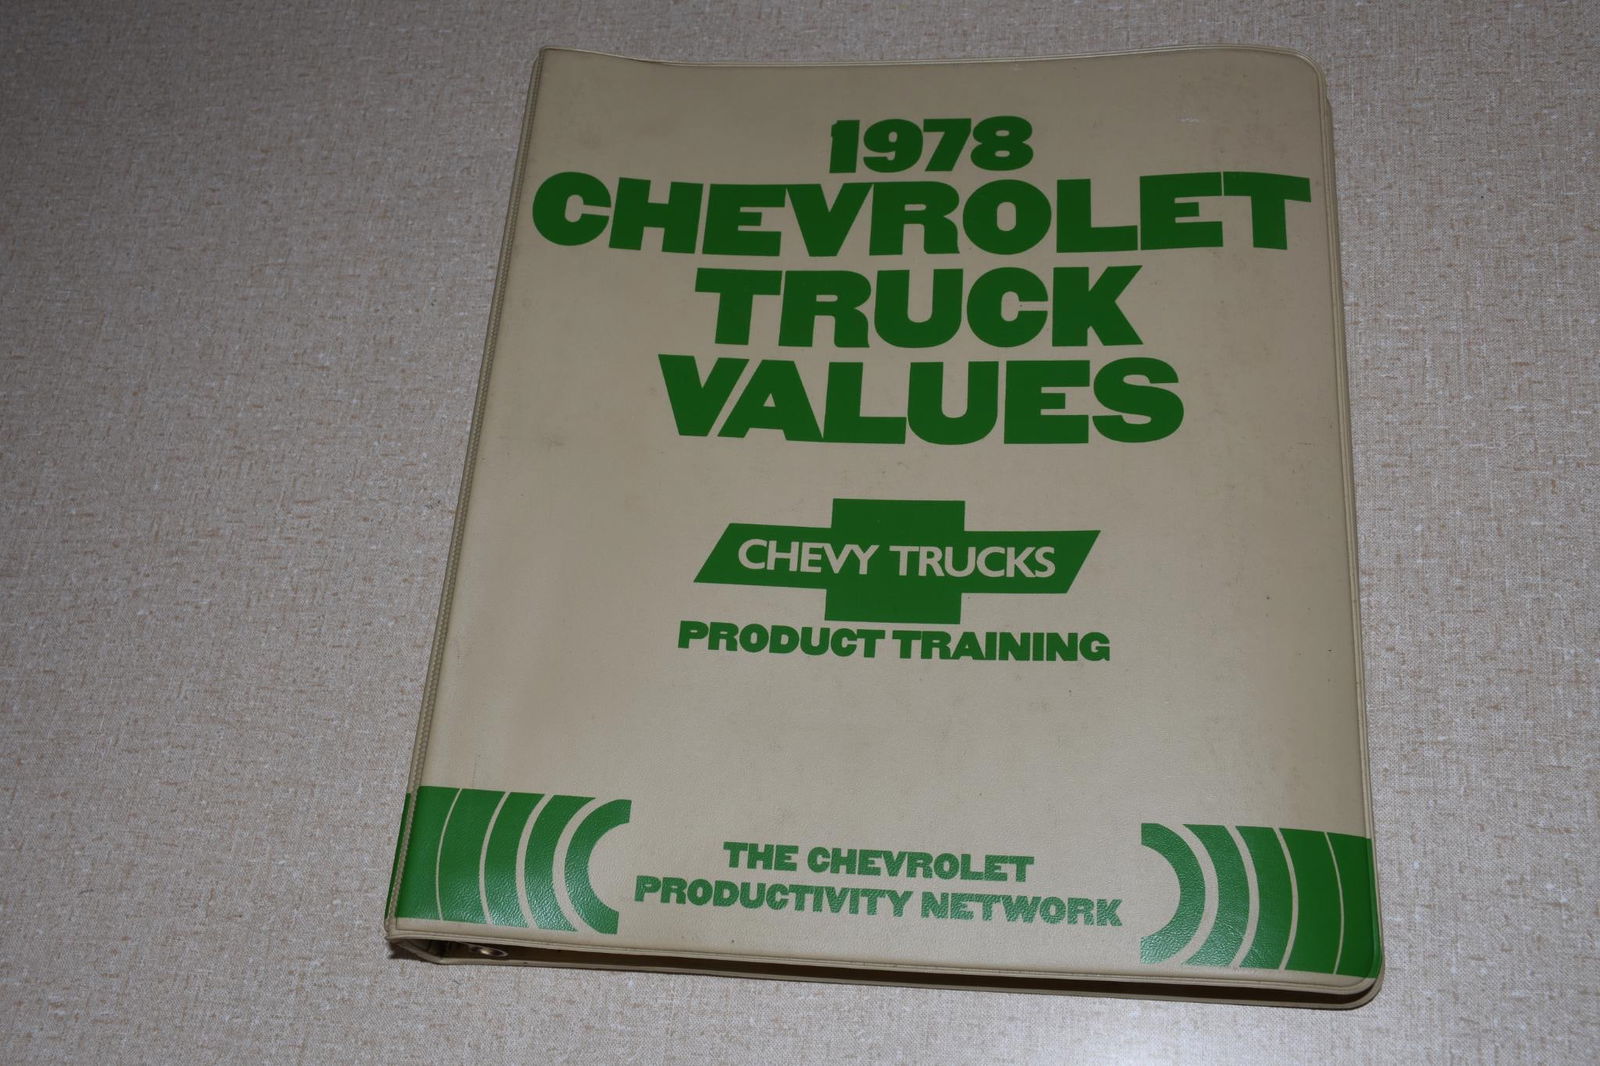 1978
CHEVROLET
TRUCK
VALUES
CHEVY TRUCKS
PRODUCT TRAINING
THE CHEVROLET
PRODUCTIVITY NETWORK